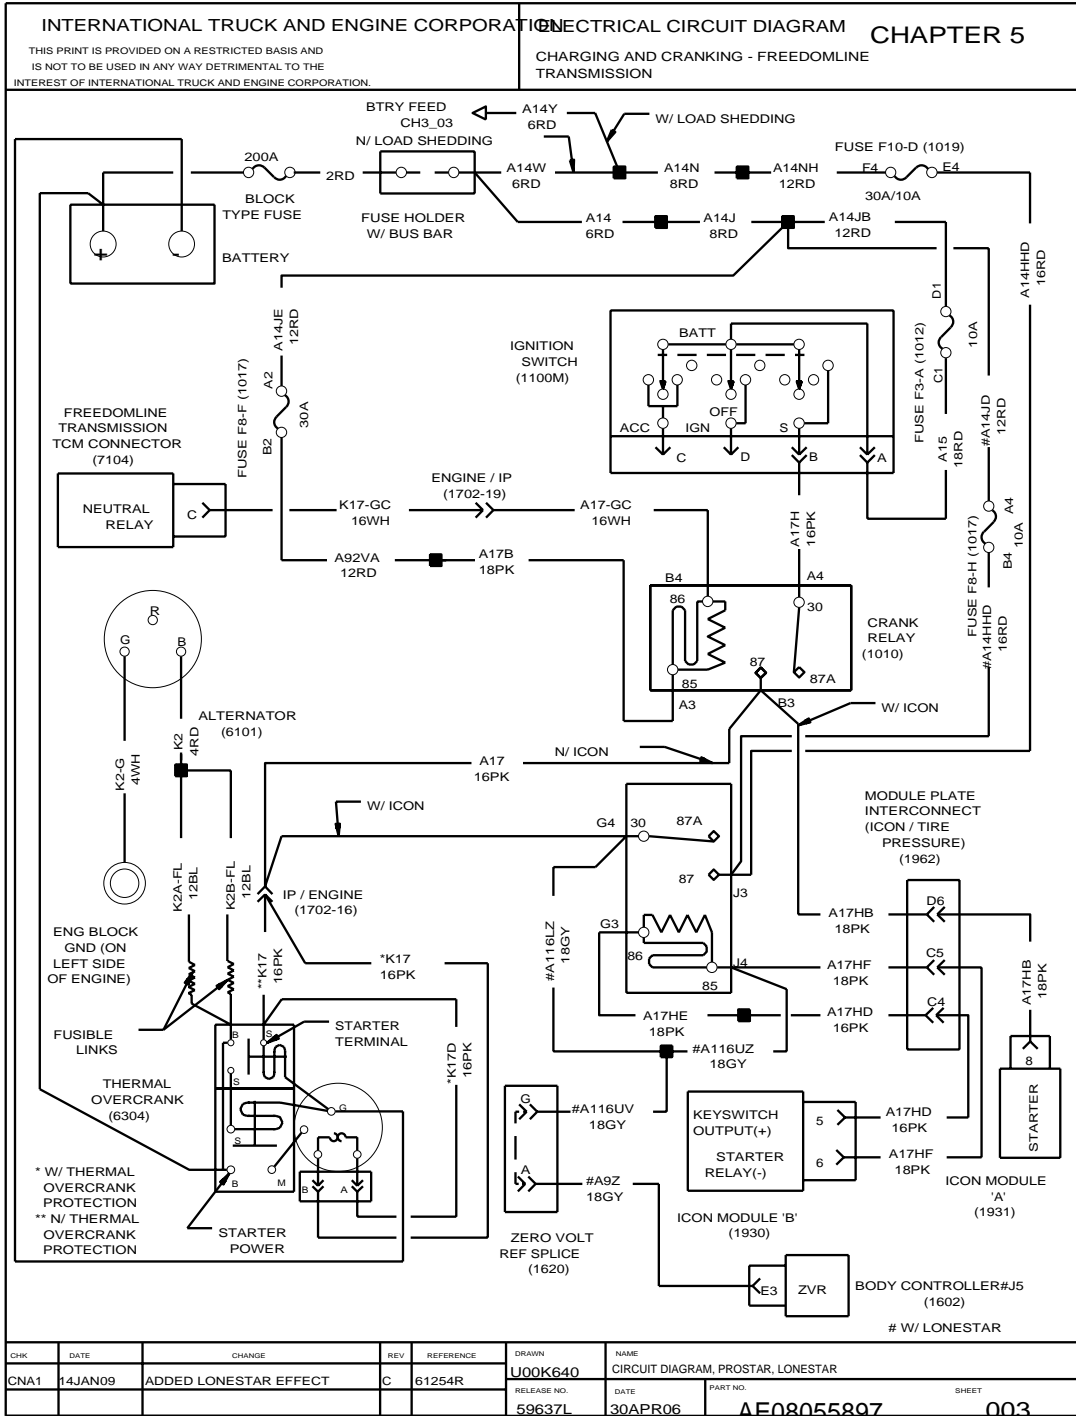 INTERNATIONAL TRUCK AND ENGINE CORPORATION
THIS PRINT IS PROVIDED ON A RESTRICTED BASIS AND
IS NOT TO BE USED IN ANY WAY DETRIMENTAL TO THE
INTEREST OF INTERNATIONAL TRUCK AND ENGINE CORPORATION.
ELECTRICAL CIRCUIT DIAGRAM
CHARGING AND CRANKING - FREEDOMLINE
TRANSMISSION
CHAPTER 5
BTRY FEED
CH3_03
N/ LOAD SHEDDING
A14Y
6RD
W/ LOAD SHEDDING
200A
BLOCK
TYPE FUSE
2RD
FUSE HOLDER
W/ BUS BAR
A14W
6RD
A14N
8RD
A14NH
12RD
FUSE F10-D (1019)
F4
E4
30A/10A
A14
6RD
A14J
8RD
A14JB
12RD
A14HHD
16RD
+
-
BATTERY
A14JE
12RD
A2
FUSE F8-F (1017)
30A
B2
IGNITION
SWITCH
(1100M)
BATT
OFF
ACC
IGN
S
C
D
B
A
D1
FUSE F3-A (1012)
10A
C1
A15
18RD
#A14JD
12RD
A4
FUSE F8-H (1017)
10A
B4
#A14HHD
16RD
FREEDOMLINE
TRANSMISSION
TCM CONNECTOR
(7104)
NEUTRAL
RELAY
C
K17-GC
16WH
ENGINE / IP
(1702-19)
A17-GC
16WH
A17H
16PK
A92VA
12RD
A17B
18PK
B4
A4
86
30
85
87
87A
A3
B3
CRANK
RELAY
(1010)
W/ ICON
R
G
B
ALTERNATOR
(6101)
K2-G
4WH
K2
4RD
A17
16PK
N/ ICON
W/ ICON
G4
30
87A
87
J3
G3
86
85
J4
MODULE PLATE
INTERCONNECT
(ICON / TIRE
PRESSURE)
(1962)
D6
C5
C4
K2A-FL
12BL
K2B-FL
12BL
IP / ENGINE
(1702-16)
ENG BLOCK
GND (ON
LEFT SIDE
OF ENGINE)
**K17
16PK
*K17
16PK
#A116LZ
18GY
A17HB
18PK
A17HF
18PK
A17HE
18PK
A17HD
16PK
A17HB
18PK
#A116UZ
18GY
FUSIBLE
LINKS
STARTER
TERMINAL
*K17D
16PK
THERMAL
OVERCRANK
(6304)
B
S
S
G
S
B
M
B
A
* W/ THERMAL
OVERCRANK
PROTECTION
** N/ THERMAL
OVERCRANK
PROTECTION
STARTER
POWER
G
A
#A116UV
18GY
#A9Z
18GY
ZERO VOLT
REF SPLICE
(1620)
KEYSWITCH
OUTPUT(+)
STARTER
RELAY(-)
5
6
A17HD
16PK
A17HF
18PK
ICON MODULE 'B'
(1930)
8
STARTER
ICON MODULE
'A'
(1931)
E3
ZVR
BODY CONTROLLER#J5
(1602)
# W/ LONESTAR
CHK
DATE
CHANGE
REV
REFERENCE
CNA1
14JAN09
ADDED LONESTAR EFFECT
C
61254R
DRAWN
U00K640
NAME
CIRCUIT DIAGRAM, PROSTAR, LONESTAR
RELEASE NO.
59637L
DATE
30APR06
PART NO.
AE08055897
SHEET
003